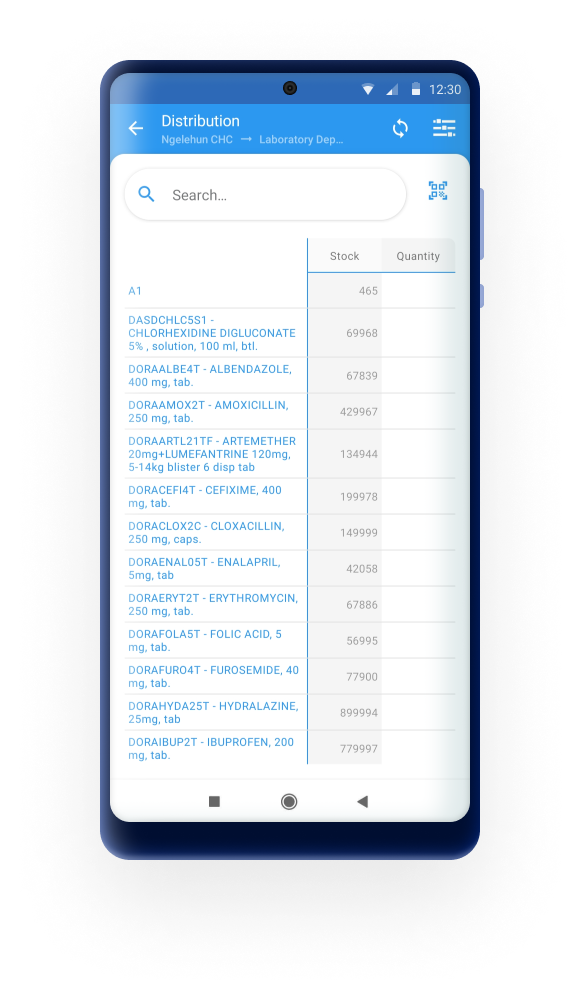 12:30
Distribution
Ngelehun CHC → Laboratory Dep...
Search...
Stock Quantity
A1 465
DASDCHLC5S1 -
CHLORHEXIDINE DIGLUCONATE
5% , solution, 100 ml, btl.
69968
DORAALBE4T - ALBENDAZOLE,
400 mg, tab.
67839
DORAAMOX2T - AMOXICILLIN,
250 mg, tab.
429967
DORAARTL21TF - ARTEMETHER
20mg+LUMEFANTRINE 120mg,
5-14kg blister 6 disp tab
134944
DORACEFI4T - CEFIXIME, 400
mg, tab.
199978
DORACLOX2C - CLOXACILLIN,
250 mg, caps.
149999
DORAENAL05T - ENALAPRIL,
5mg, tab
42058
DORAERYT2T - ERYTHROMYCIN,
250 mg, tab.
67886
DORAFOLA5T - FOLIC ACID, 5
mg, tab.
56995
DORAFURO4T - FUROSEMIDE, 40
mg, tab.
77900
DORAHYDA25T - HYDRALAZINE,
25mg, tab
899994
DORAIBUP2T - IBUPROFEN, 200
mg, tab.
779997